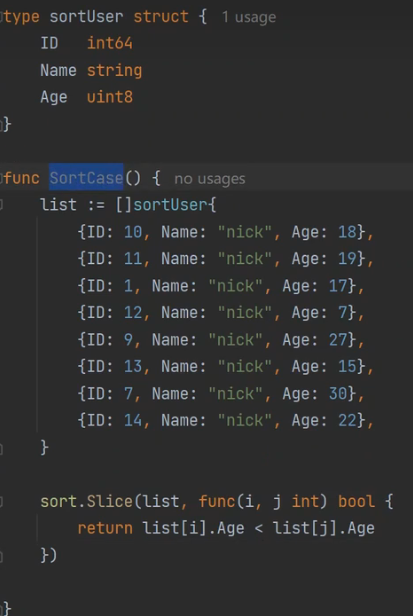 type sortUser struct { 1 usage
    ID   int64
    Name string
    Age  uint8
}

func SortCase() { no usages
    list := []sortUser{
        {ID: 10, Name: "nick", Age: 18},
        {ID: 11, Name: "nick", Age: 19},
        {ID: 1, Name: "nick", Age: 17},
        {ID: 12, Name: "nick", Age: 7},
        {ID: 9, Name: "nick", Age: 27},
        {ID: 13, Name: "nick", Age: 15},
        {ID: 7, Name: "nick", Age: 30},
        {ID: 14, Name: "nick", Age: 22},
    }

    sort.Slice(list, func(i, j int) bool {
        return list[i].Age < list[j].Age
    })

}